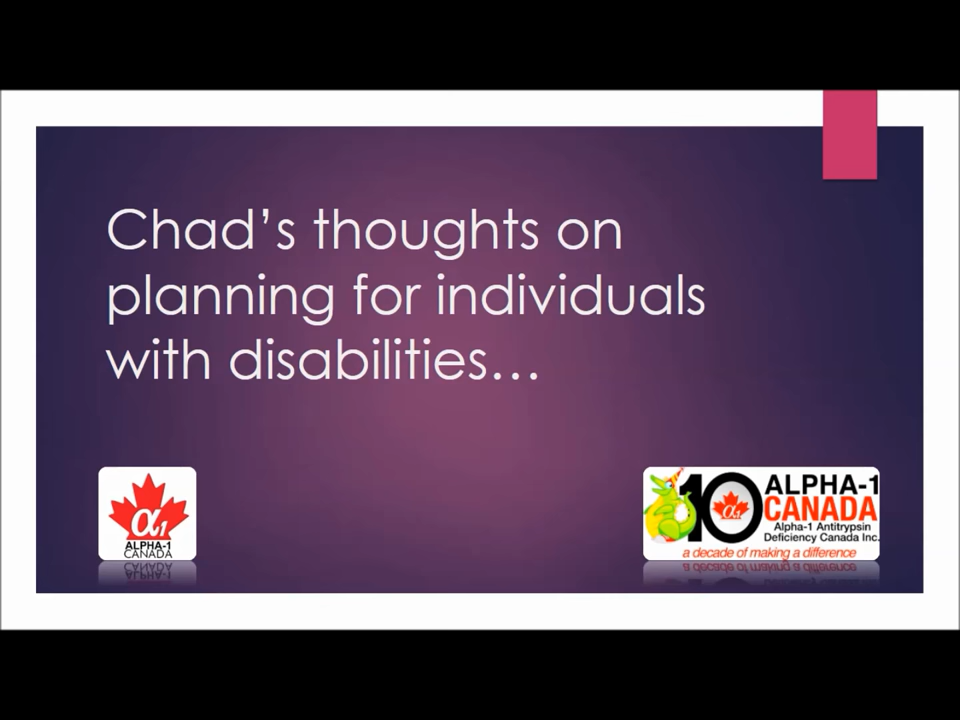 Chad’s thoughts on
planning for individuals
with disabilities…
α1
ALPHA-1
CANADA
10
α1
ALPHA-1
CANADA
Alpha-1 Antitrypsin
Deficiency Canada Inc.
a decade of making a difference